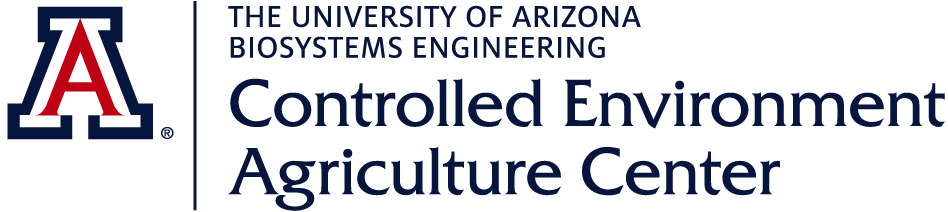 A®
THE UNIVERSITY OF ARIZONA
BIOSYSTEMS ENGINEERING
Controlled Environment
Agriculture Center